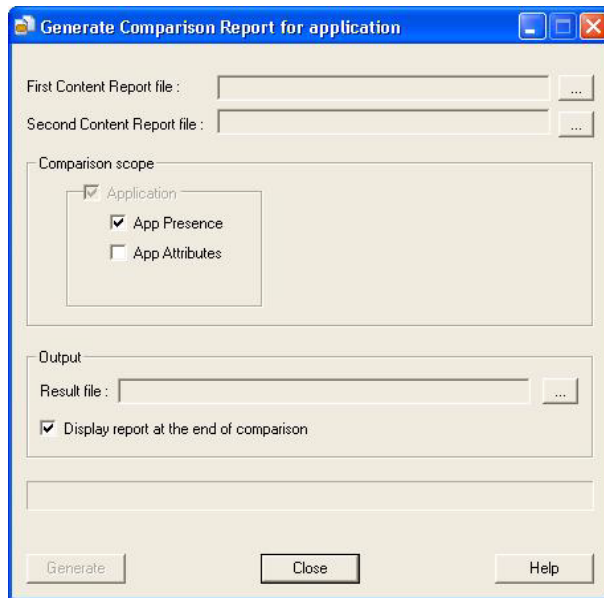 Generate Comparison Report for application
First Content Report file : ...
Second Content Report file : ...
Comparison scope
Application
App Presence
App Attributes
Output
Result file : ...
Display report at the end of comparison
Generate Close Help